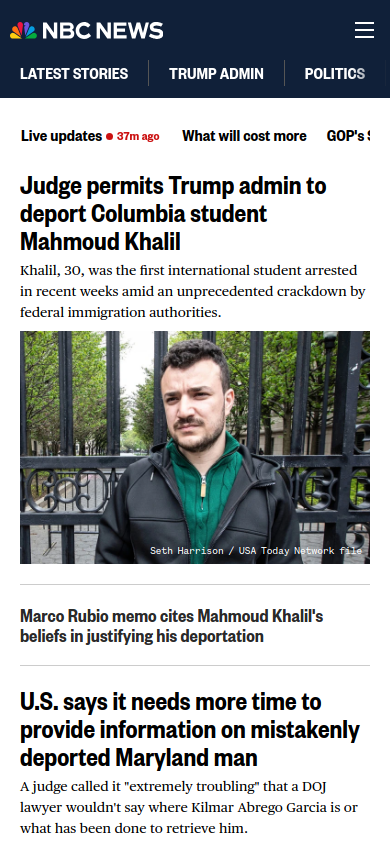 NBC NEWS
LATEST STORIES
TRUMP ADMIN
POLITICS
Live updates
37m ago
What will cost more
GOP's
Judge permits Trump admin to
deport Columbia student
Mahmoud Khalil
Khalil, 30, was the first international student arrested
in recent weeks amid an unprecedented crackdown by
federal immigration authorities.
Seth Harrison / USA Today Network file
Marco Rubio memo cites Mahmoud Khalil's
beliefs in justifying his deportation
U.S. says it needs more time to
provide information on mistakenly
deported Maryland man
A judge called it "extremely troubling" that a DOJ
lawyer wouldn't say where Kilmar Abrego Garcia is or
what has been done to retrieve him.